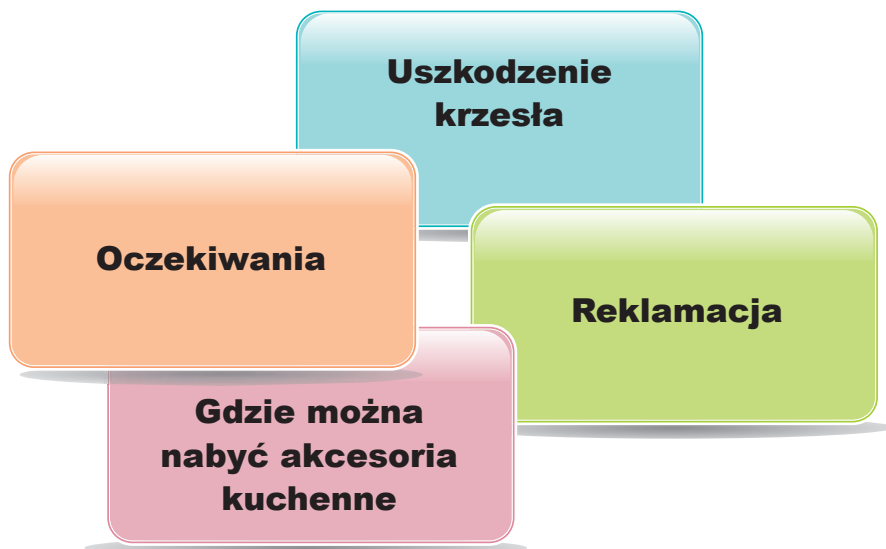 Uszkodzenie
krzesła
Oczekiwania
Reklamacja
Gdzie można
nabyć akcesoria
kuchenne